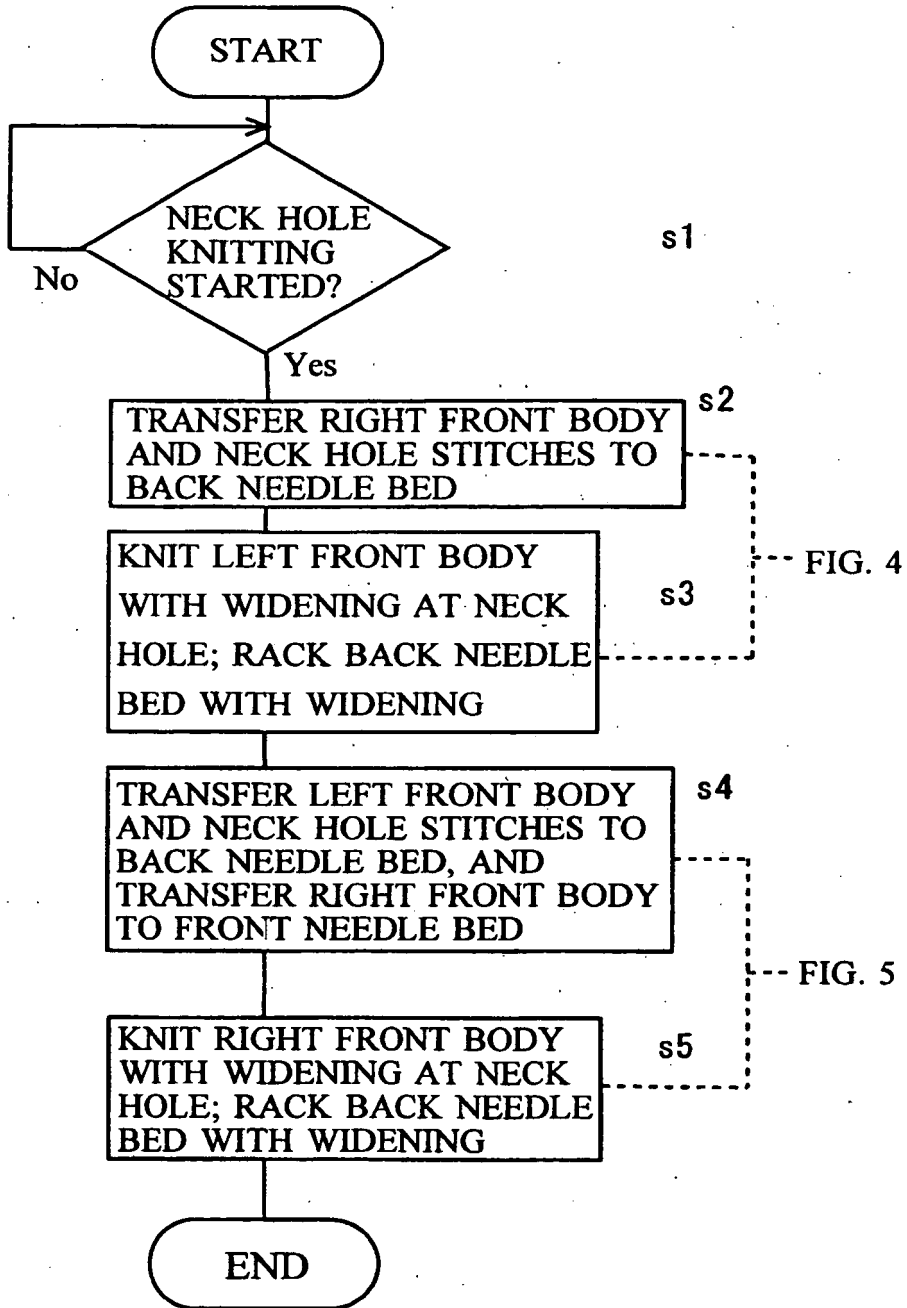 START
NECK HOLE
KNITTING
STARTED?
s1
No
Yes
s2
TRANSFER RIGHT FRONT BODY
AND NECK HOLE STITCHES TO
BACK NEEDLE BED
KNIT LEFT FRONT BODY
WITH WIDENING AT NECK
HOLE; RACK BACK NEEDLE
BED WITH WIDENING
s3
FIG. 4
TRANSFER LEFT FRONT BODY
AND NECK HOLE STITCHES TO
BACK NEEDLE BED, AND
TRANSFER RIGHT FRONT BODY
TO FRONT NEEDLE BED
s4
FIG. 5
KNIT RIGHT FRONT BODY
WITH WIDENING AT NECK
HOLE; RACK BACK NEEDLE
BED WITH WIDENING
s5
END